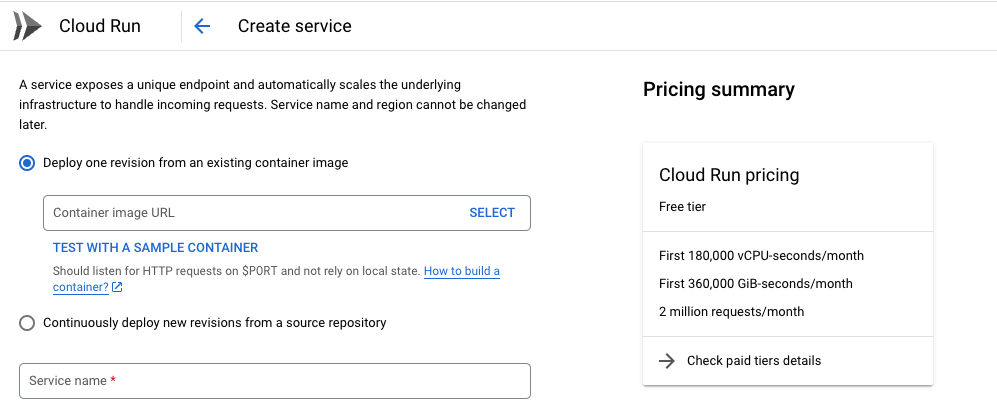 Cloud Run
Create service
A service exposes a unique endpoint and automatically scales the underlying
infrastructure to handle incoming requests. Service name and region cannot be changed
later.
Deploy one revision from an existing container image
Container image URL
SELECT
TEST WITH A SAMPLE CONTAINER
Should listen for HTTP requests on $PORT and not rely on local state. How to build a
container?
Continuously deploy new revisions from a source repository
Service name *
Pricing summary
Cloud Run pricing
Free tier
First 180,000 vCPU-seconds/month
First 360,000 GiB-seconds/month
2 million requests/month
Check paid tiers details